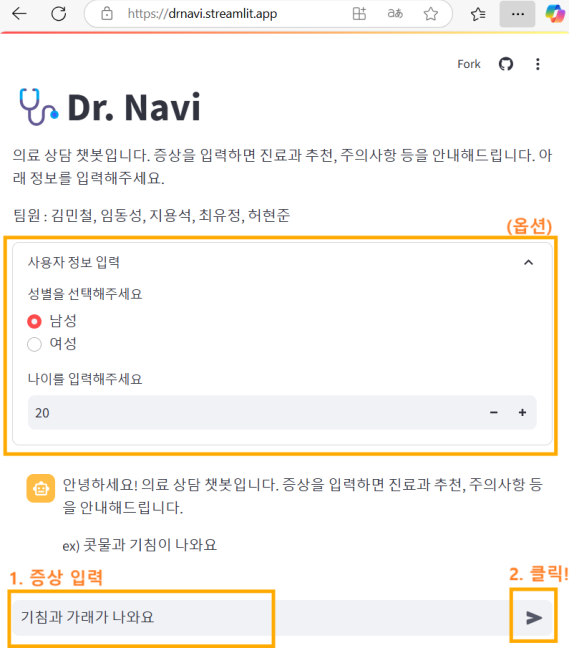 https://drnavi.streamlit.app
aあ
Fork
Dr. Navi
의료 상담 챗봇입니다. 증상을 입력하면 진료과 추천, 주의사항 등을 안내해드립니다. 아
래 정보를 입력해주세요.
팀원 : 김민철, 임동성, 지용석, 최유정, 허현준
(옵션)
사용자 정보 입력
성별을 선택해주세요
남성
여성
나이를 입력해주세요
20
안녕하세요! 의료 상담 챗봇입니다. 증상을 입력하면 진료과 추천, 주의사항 등
을 안내해드립니다.
ex) 콧물과 기침이 나와요
1. 증상 입력
2. 클릭!
기침과 가래가 나와요